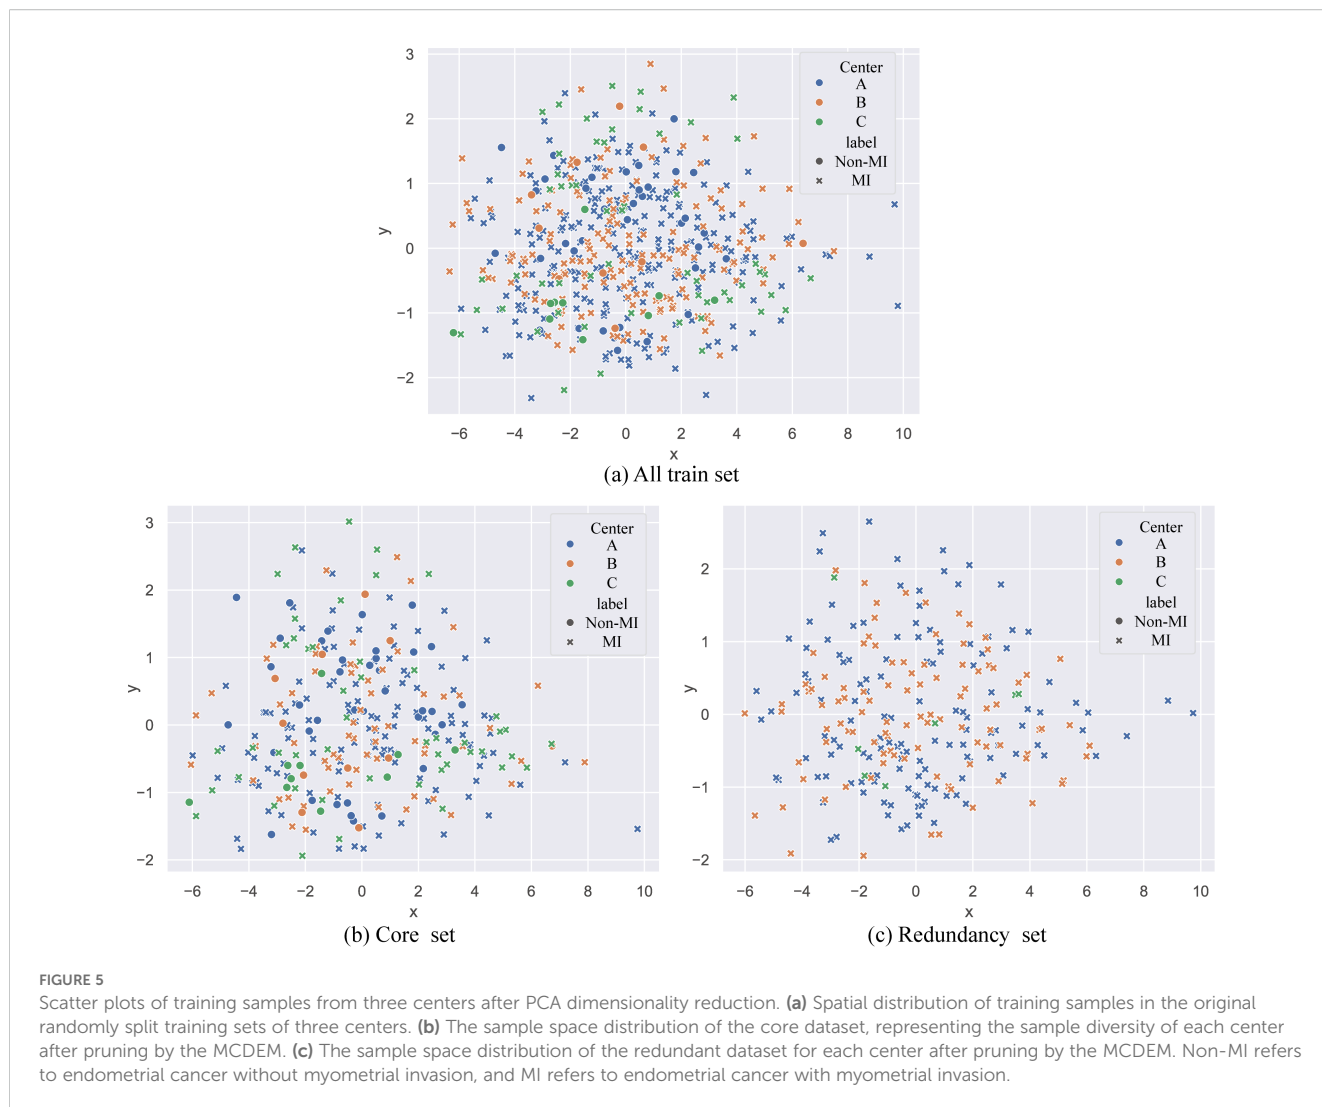 3
2
1
0
−1
−2
y
−6 −4 −2 0 2 4 6 8 10
x
Center
A
B
C
label
Non-MI
MI
(a) All train set
3
2
1
0
−1
−2
y
−6 −4 −2 0 2 4 6 8 10
x
Center
A
B
C
label
Non-MI
MI
(b) Core set
2
1
0
−1
−2
y
−6 −4 −2 0 2 4 6 8 10
x
Center
A
B
C
label
Non-MI
MI
(c) Redundancy set
FIGURE 5
Scatter plots of training samples from three centers after PCA dimensionality reduction. (a) Spatial distribution of training samples in the original
randomly split training sets of three centers. (b) The sample space distribution of the core dataset, representing the sample diversity of each center
after pruning by the MCDEM. (c) The sample space distribution of the redundant dataset for each center after pruning by the MCDEM. Non-MI refers
to endometrial cancer without myometrial invasion, and MI refers to endometrial cancer with myometrial invasion.